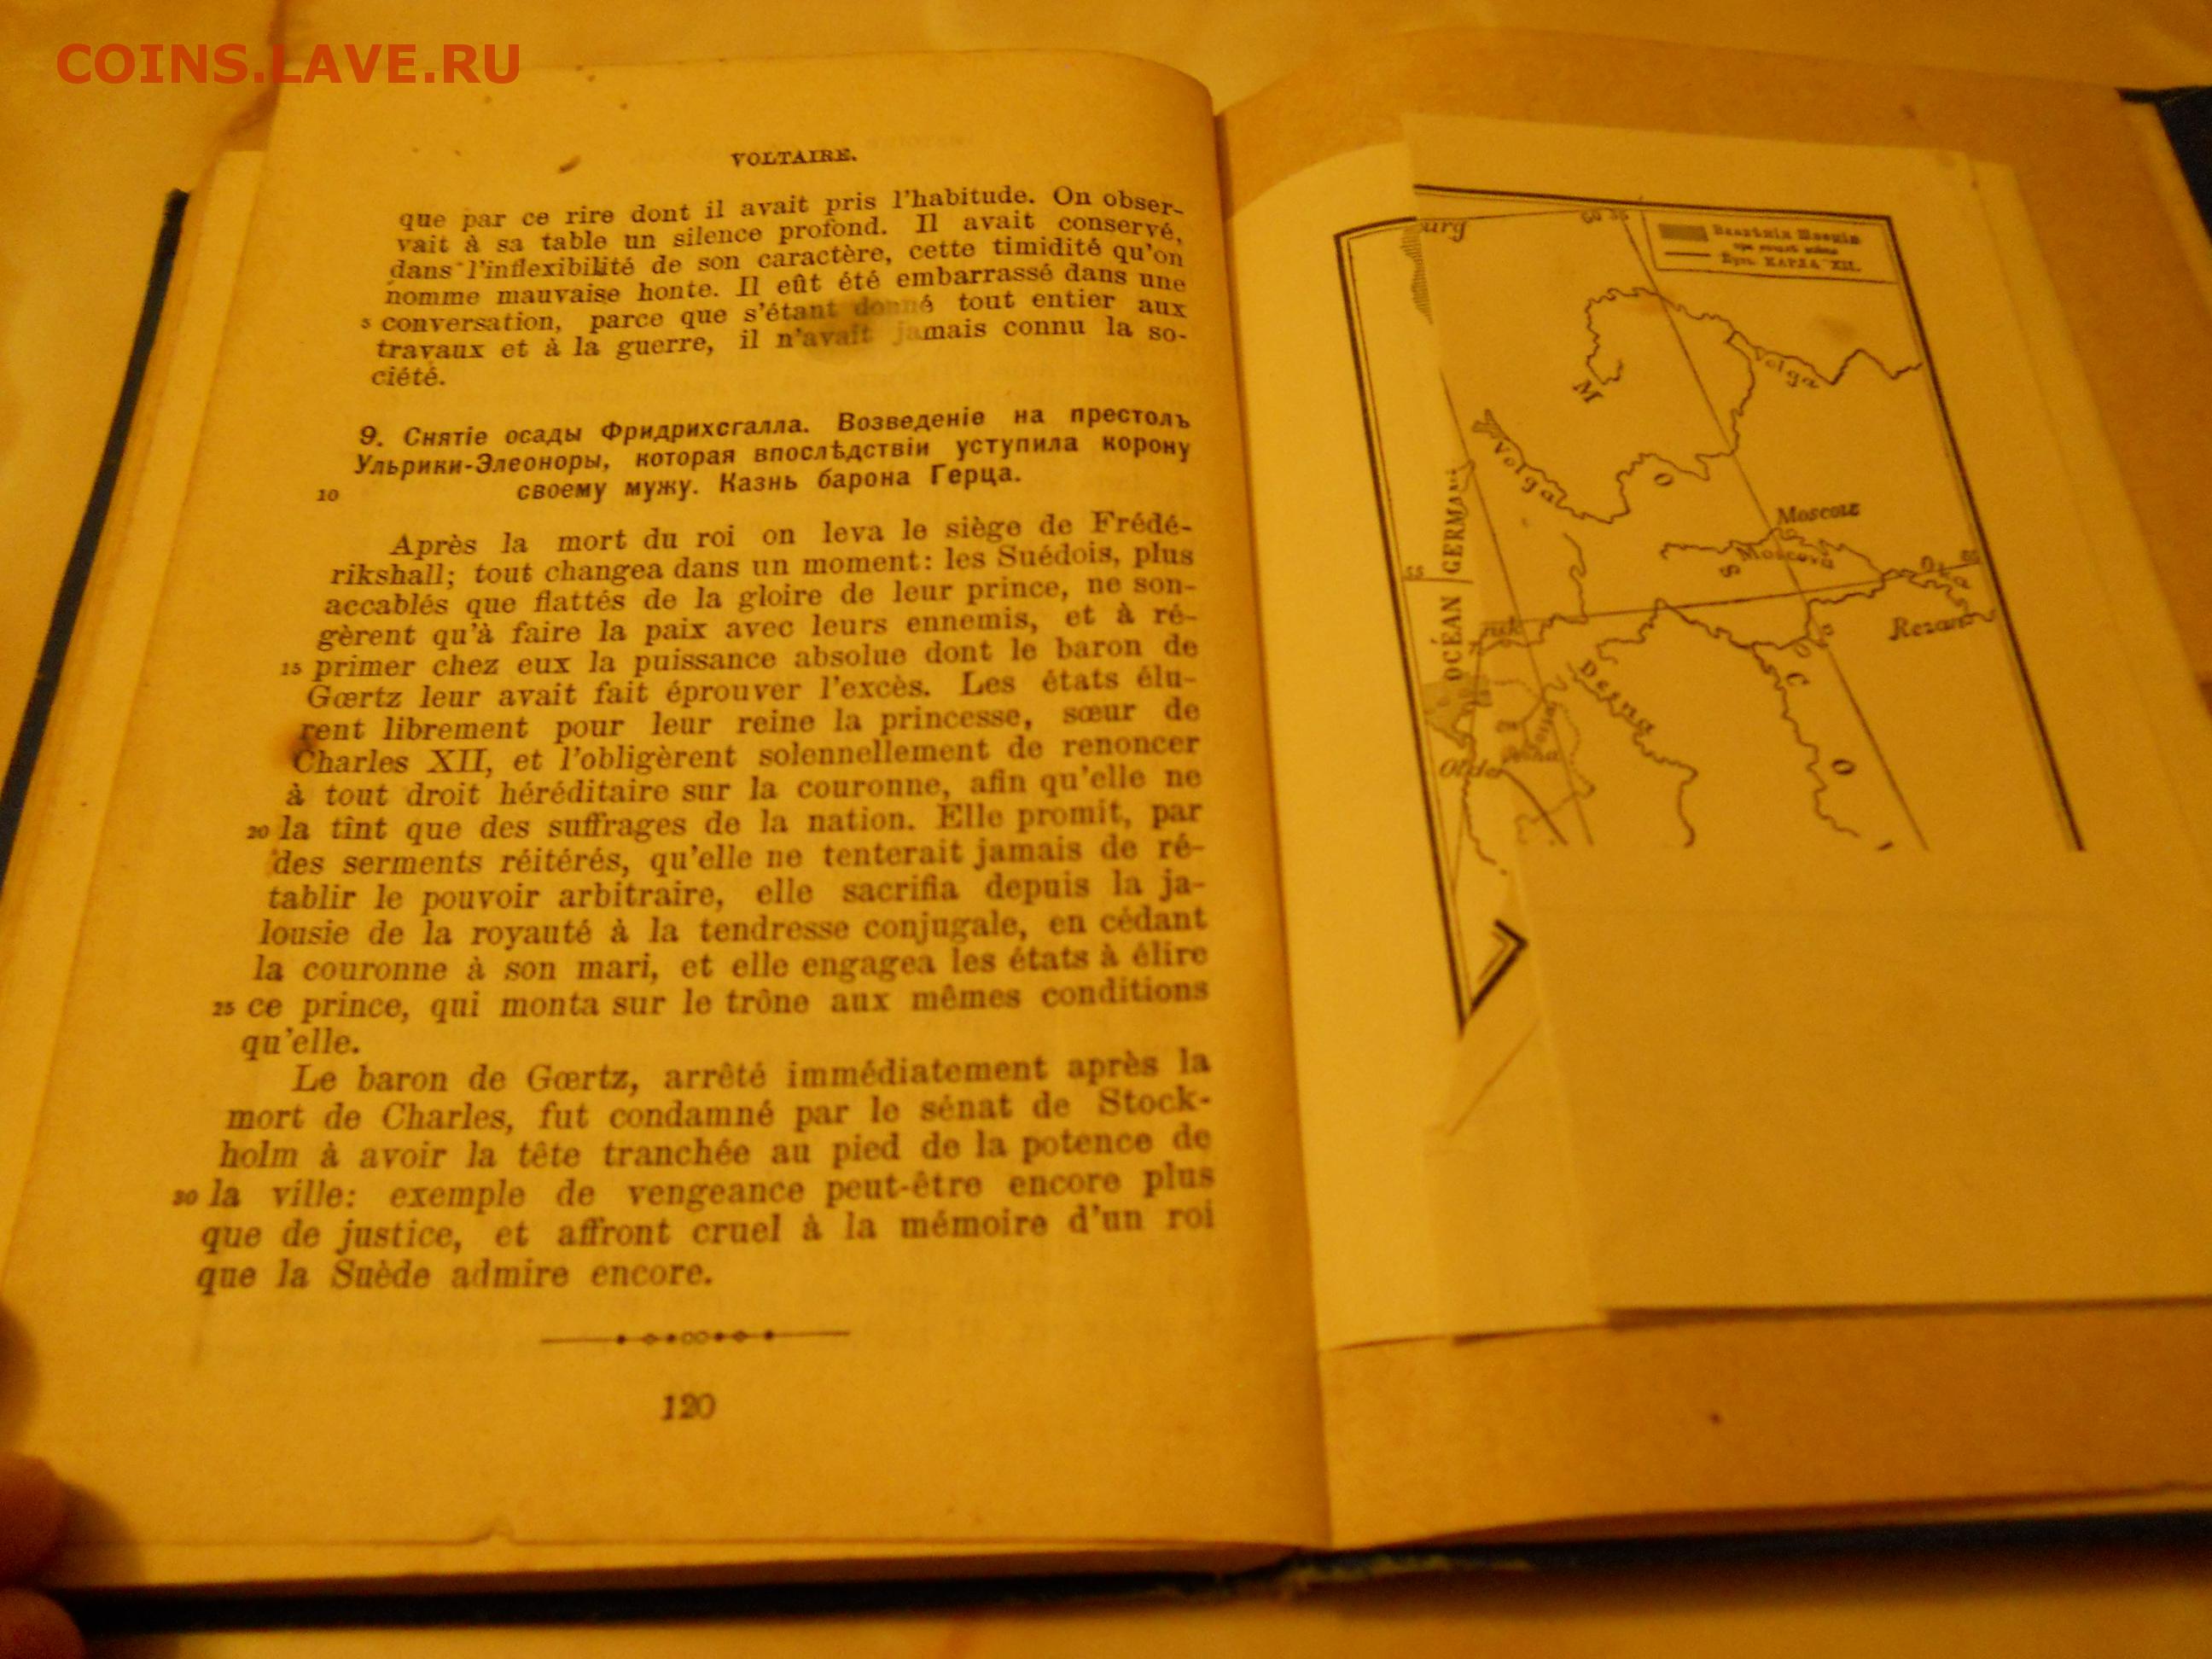 COINS.LAVE.RU
VOLTAIRE.
que par ce rire dont il avait pris l'habitude. On obser-
vait à sa table un silence profond. Il avait conservé,
dans l'inflexibilité de son caractère, cette timidité qu'on
nomme mauvaise honte. Il eût été embarrassé dans une
5 conversation, parce que s'étant donné tout entier aux
travaux et à la guerre, il n'avait jamais connu la so-
ciété.
9. Снятіе осады Фридрихсгалла. Возведеніе на престолъ
Ульрики-Элеоноры, которая впослѣдствіи уступила корону
10 своему мужу. Казнь барона Герца.
Après la mort du roi on leva le siège de Frédé-
rikshall; tout changea dans un moment: les Suédois, plus
accablés que flattés de la gloire de leur prince, ne son-
gèrent qu'à faire la paix avec leurs ennemis, et à ré-
15 primer chez eux la puissance absolue dont le baron de
Gœrtz leur avait fait éprouver l'excès. Les états élu-
rent librement pour leur reine la princesse, sœur de
Charles XII, et l'obligèrent solennellement de renoncer
à tout droit héréditaire sur la couronne, afin qu'elle ne
20 la tînt que des suffrages de la nation. Elle promit, par
des serments réitérés, qu'elle ne tenterait jamais de ré-
tablir le pouvoir arbitraire, elle sacrifia depuis la ja-
lousie de la royauté à la tendresse conjugale, en cédant
la couronne à son mari, et elle engagea les états à élire
25 ce prince, qui monta sur le trône aux mêmes conditions
qu'elle.
Le baron de Gœrtz, arrêté immédiatement après la
mort de Charles, fut condamné par le sénat de Stock-
holm à avoir la tête tranchée au pied de la potence de
30 la ville: exemple de vengeance peut-être encore plus
que de justice, et affront cruel à la mémoire d'un roi
que la Suède admire encore.
120
urg
60 35
Владѣнія Швеціи
Путь КАРЛА XII.
M
Volga
Volga
O
Moscou
Moscova
S
55
Oka
Rezan
OCÉAN GERMANI
Desna
C
O
Olden